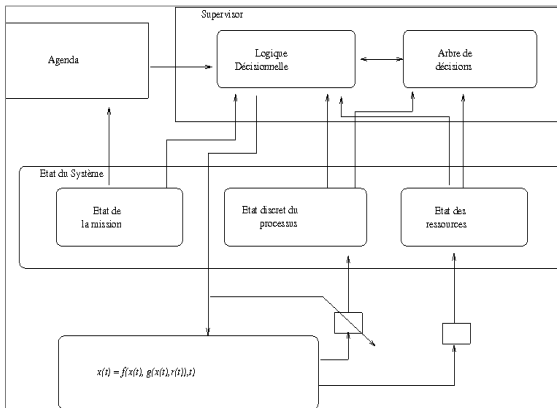 Supervisor
Agenda
Logique
Décisionnelle
Arbre de
décisions
Etat du Système
Etat de
la mission
Etat discret du
processus
Etat des
ressources
x(t) = f(x(t), g(x(t),r(t)),t)